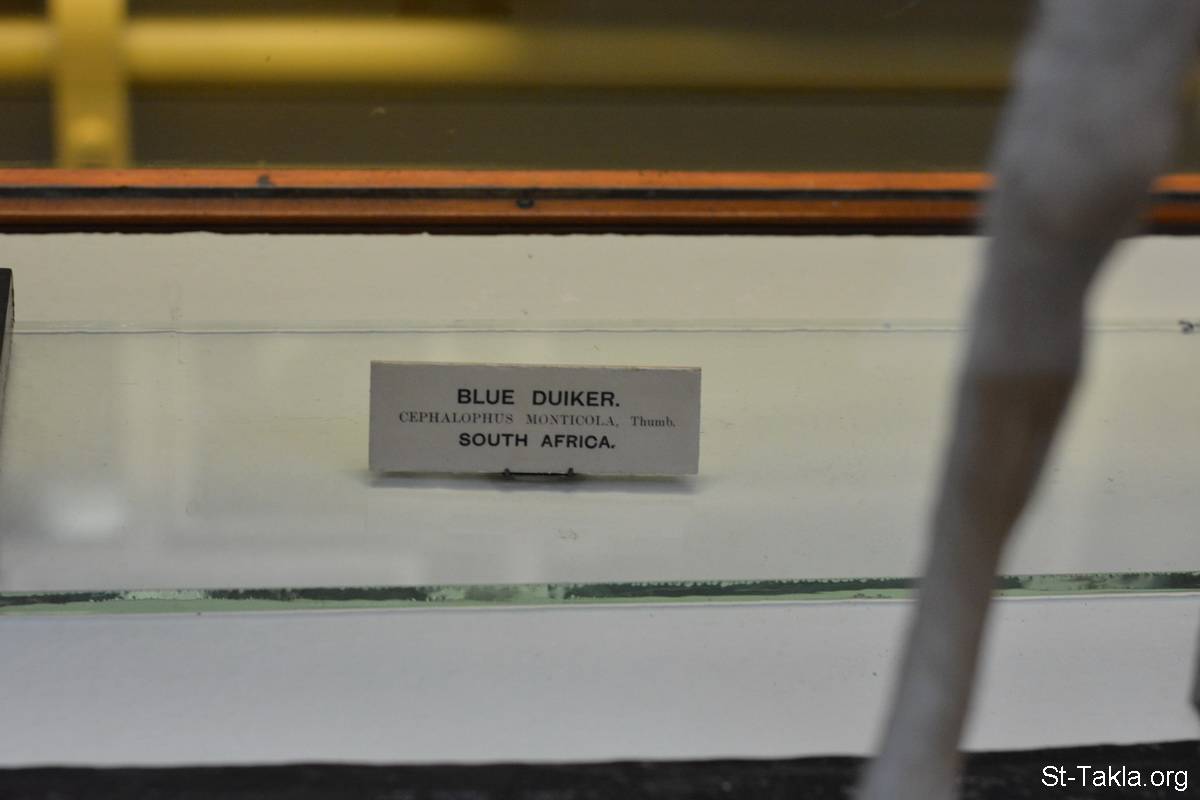 BLUE DUIKER.
CEPHALOPHUS MONTICOLA, Thumb.
SOUTH AFRICA.
St-Takla.org